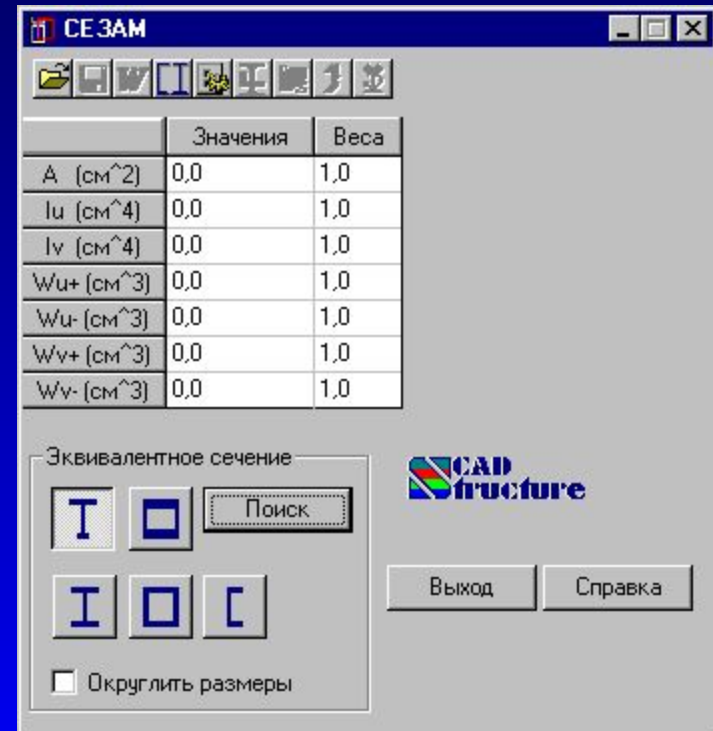 СЕЗАМ
Значения Веса
A (см^2) 0,0 1,0
Iu (см^4) 0,0 1,0
Iv (см^4) 0,0 1,0
Wu+ (см^3) 0,0 1,0
Wu- (см^3) 0,0 1,0
Wv+ (см^3) 0,0 1,0
Wv- (см^3) 0,0 1,0
Эквивалентное сечение
Поиск
Округлить размеры
SCAD
Structure
Выход Справка